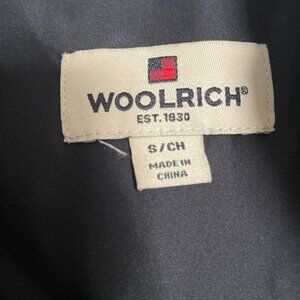 WOOLRICH®
EST. 1830
S/CH
MADE IN
CHINA